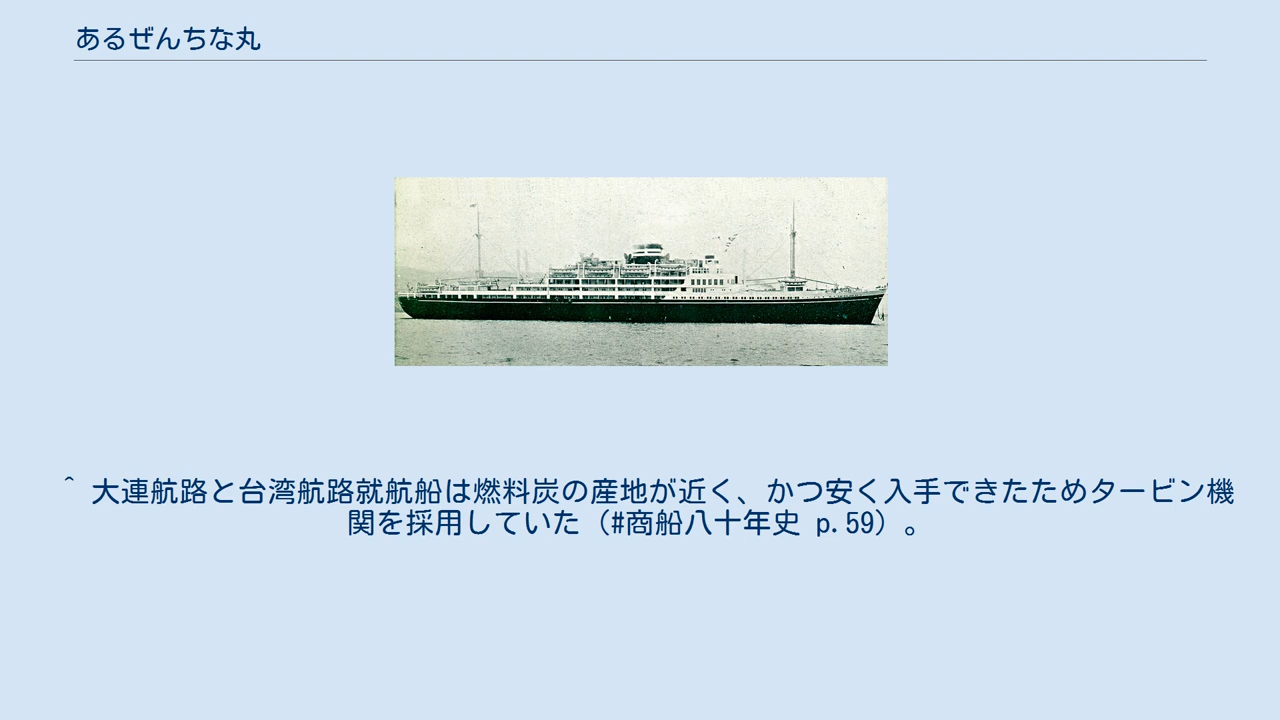 あるぜんちな丸
^ 大連航路と台湾航路就航船は燃料炭の産地が近く、かつ安く入手できたためタービン機
関を採用していた（#商船八十年史 p.59）。